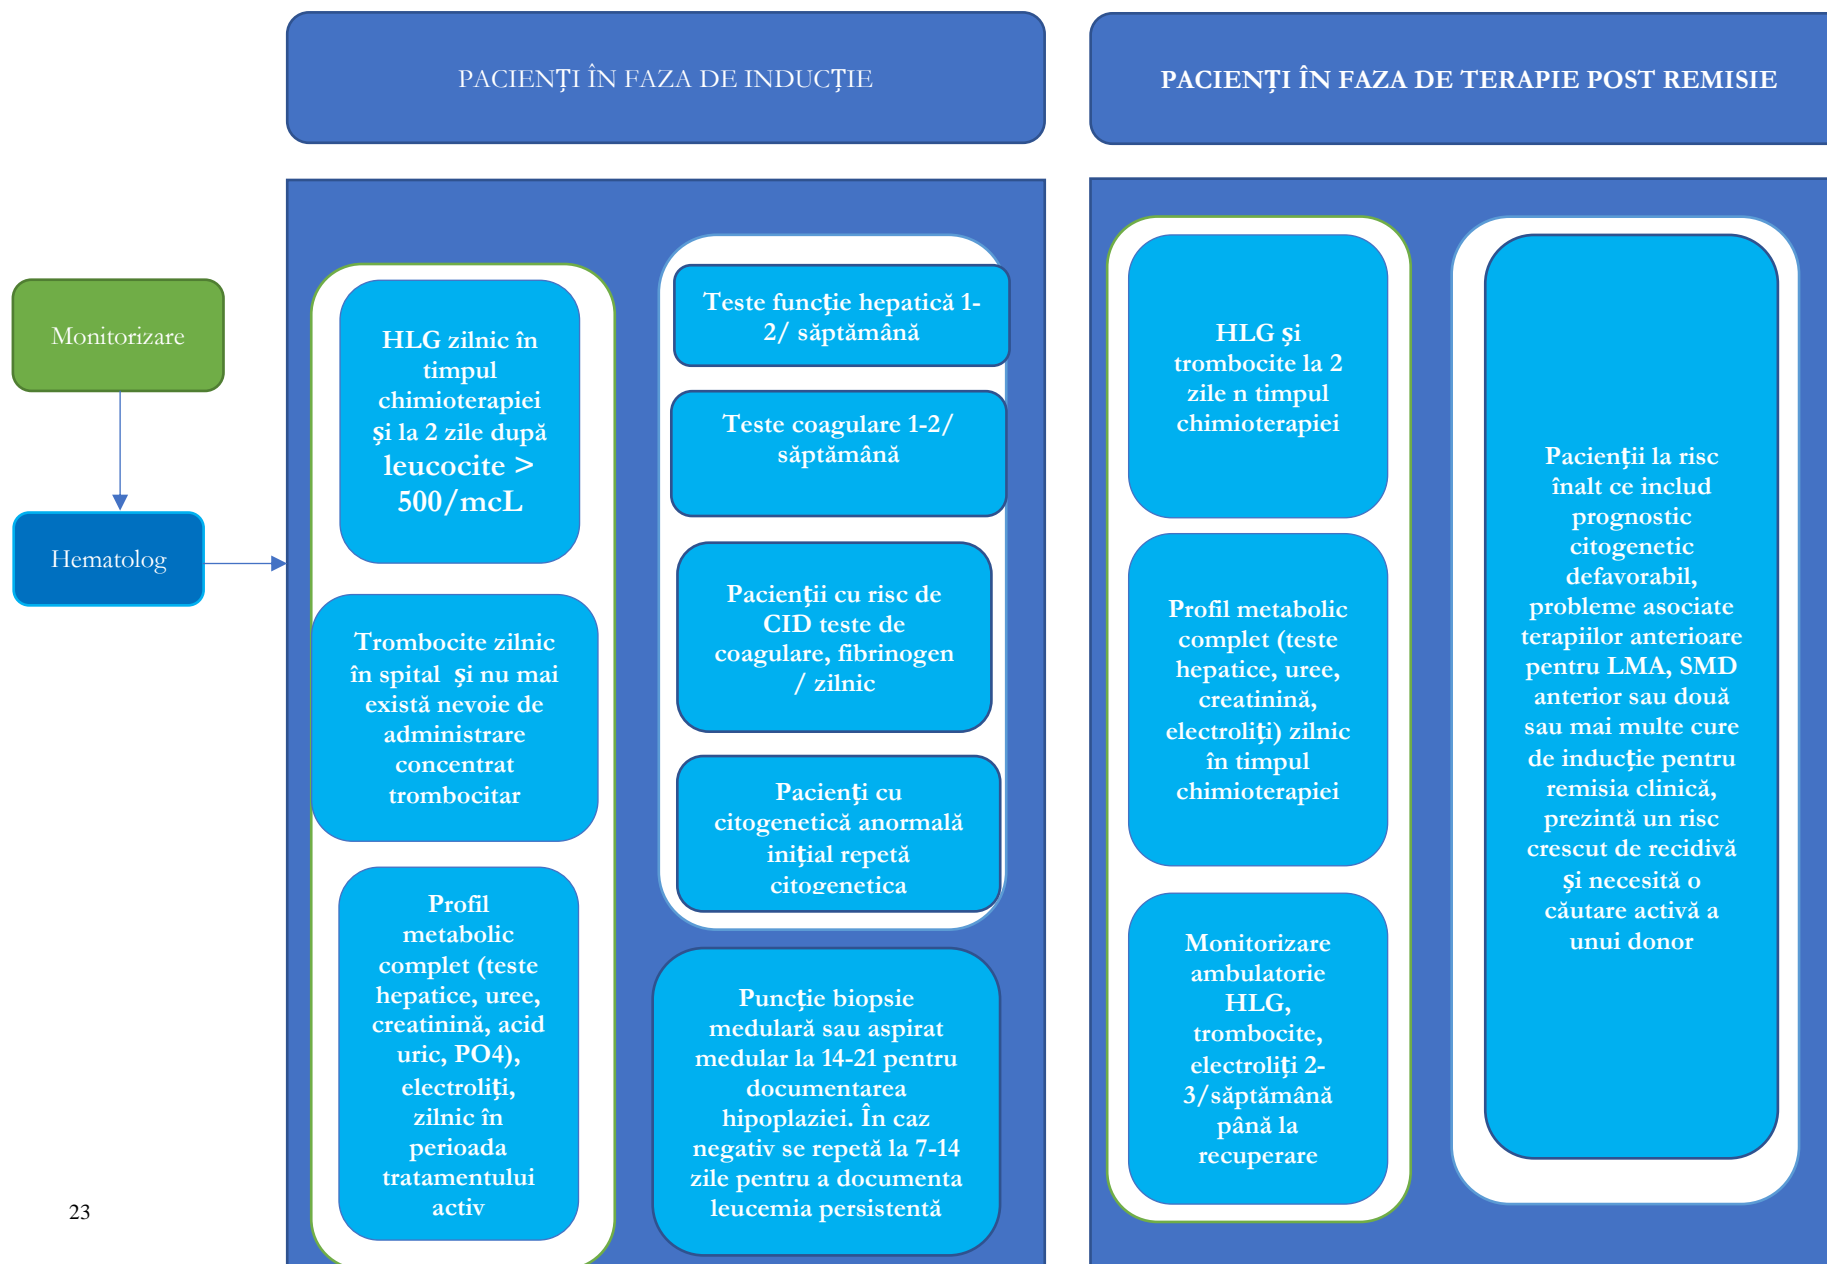 PACIENȚI ÎN FAZA DE INDUCȚIE
PACIENȚI ÎN FAZA DE TERAPIE POST REMISIE
Monitorizare
Hematolog
HLG zilnic în
timpul
chimioterapiei
și la 2 zile după
leucocite >
500/mcL
Trombocite zilnic
în spital și nu mai
există nevoie de
administrare
concentrat
trombocitar
Profil
metabolic
complet (teste
hepatice, uree,
creatinină, acid
uric, PO4),
electroliți,
zilnic în
perioada
tratamentului
activ
Teste funcție hepatică 1-
2/ săptămână
Teste coagulare 1-2/
săptămână
Pacienții cu risc de
CID teste de
coagulare, fibrinogen
/ zilnic
Pacienți cu
citogenetică anormală
inițial repetă
citogenetica
Puncție biopsie
medulară sau aspirat
medular la 14-21 pentru
documentarea
hipoplaziei. În caz
negativ se repetă la 7-14
zile pentru a documenta
leucemia persistentă
HLG și
trombocite la 2
zile n timpul
chimioterapiei
Profil metabolic
complet (teste
hepatice, uree,
creatinină,
electroliți) zilnic
în timpul
chimioterapiei
Monitorizare
ambulatorie
HLG,
trombocite,
electroliți 2-
3/săptămână
până la
recuperare
Pacienții la risc
înalt ce includ
prognostic
citogenetic
defavorabil,
probleme asociate
terapiilor anterioare
pentru LMA, SMD
anterior sau două
sau mai multe cure
de inducție pentru
remisia clinică,
prezintă un risc
crescut de recidivă
și necesită o
căutare activă a
unui donor
23